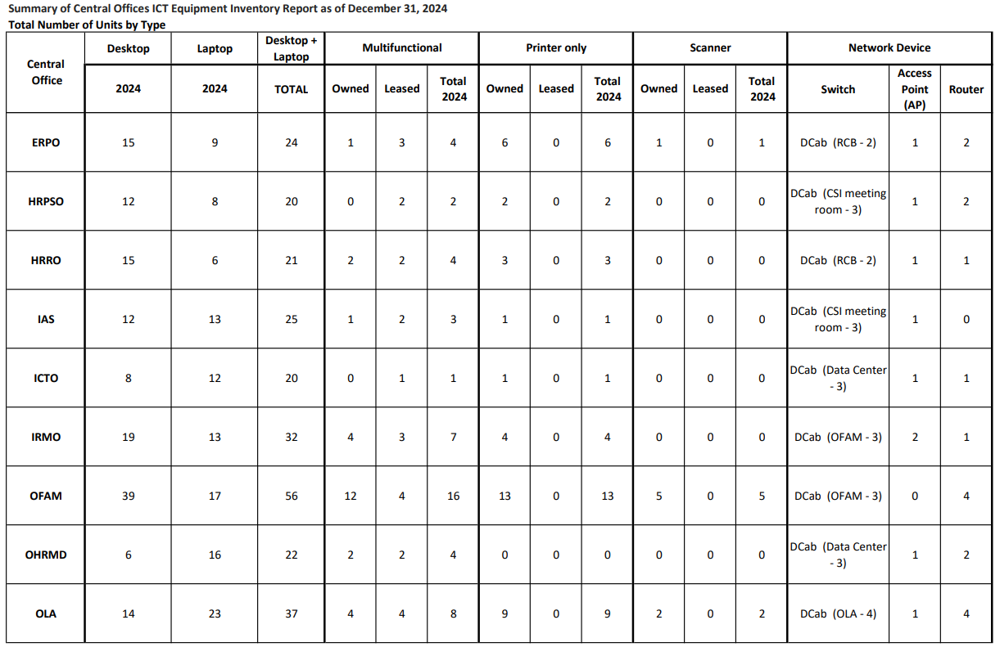 Summary of Central Offices ICT Equipment Inventory Report as of December 31, 2024
Total Number of Units by Type
Central Office Desktop Laptop Desktop + Laptop Multifunctional Printer only Scanner Network Device
2024 2024 TOTAL Owned Leased Total 2024 Owned Leased Total 2024 Owned Leased Total 2024 Switch Access Point (AP) Router
ERPO 15 9 24 1 3 4 6 0 6 1 0 1 DCab (RCB - 2) 1 2
HRPSO 12 8 20 0 2 2 2 0 2 0 0 0 DCab (CSI meeting room - 3) 1 2
HRRO 15 6 21 2 2 4 3 0 3 0 0 0 DCab (RCB - 2) 1 1
IAS 12 13 25 1 2 3 1 0 1 0 0 0 DCab (CSI meeting room - 3) 1 0
ICTO 8 12 20 0 1 1 1 0 1 0 0 0 DCab (Data Center - 3) 1 1
IRMO 19 13 32 4 3 7 4 0 4 0 0 0 DCab (OFAM - 3) 2 1
OFAM 39 17 56 12 4 16 13 0 13 5 0 5 DCab (OFAM - 3) 0 4
OHRMD 6 16 22 2 2 4 0 0 0 0 0 0 DCab (Data Center - 3) 1 2
OLA 14 23 37 4 4 8 9 0 9 2 0 2 DCab (OLA - 4) 1 4